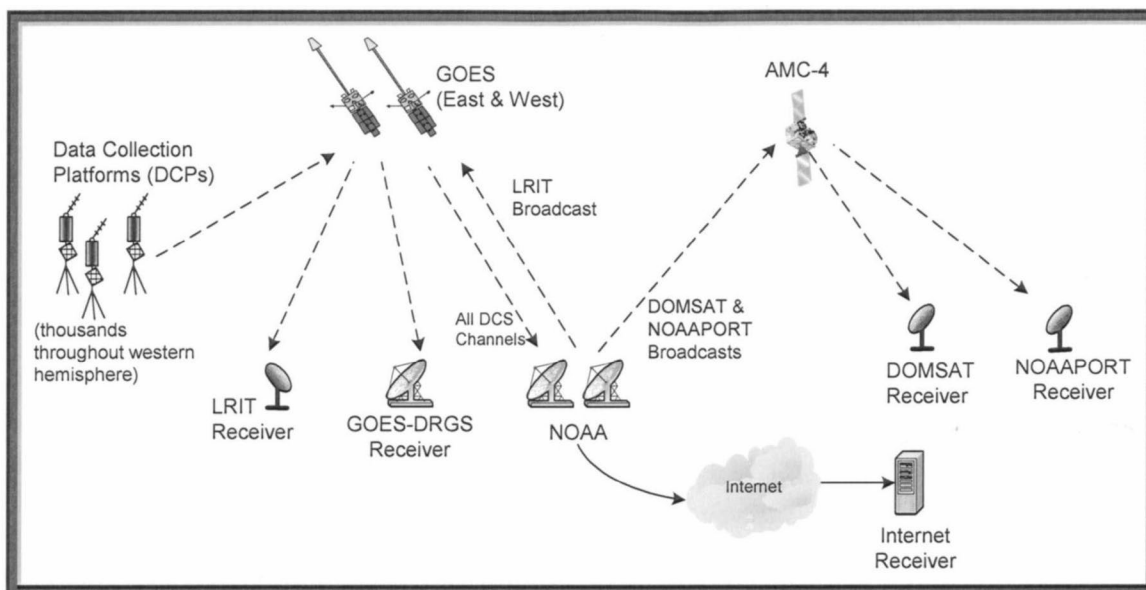 GOES
(East & West)
AMC-4
Data Collection
Platforms (DCPs)
LRIT
Broadcast
(thousands
throughout western
hemisphere)
All DCS
Channels
DOMSAT &
NOAAPORT
Broadcasts
LRIT
Receiver
GOES-DRGS
Receiver
NOAA
DOMSAT
Receiver
NOAAPORT
Receiver
Internet
Internet
Receiver